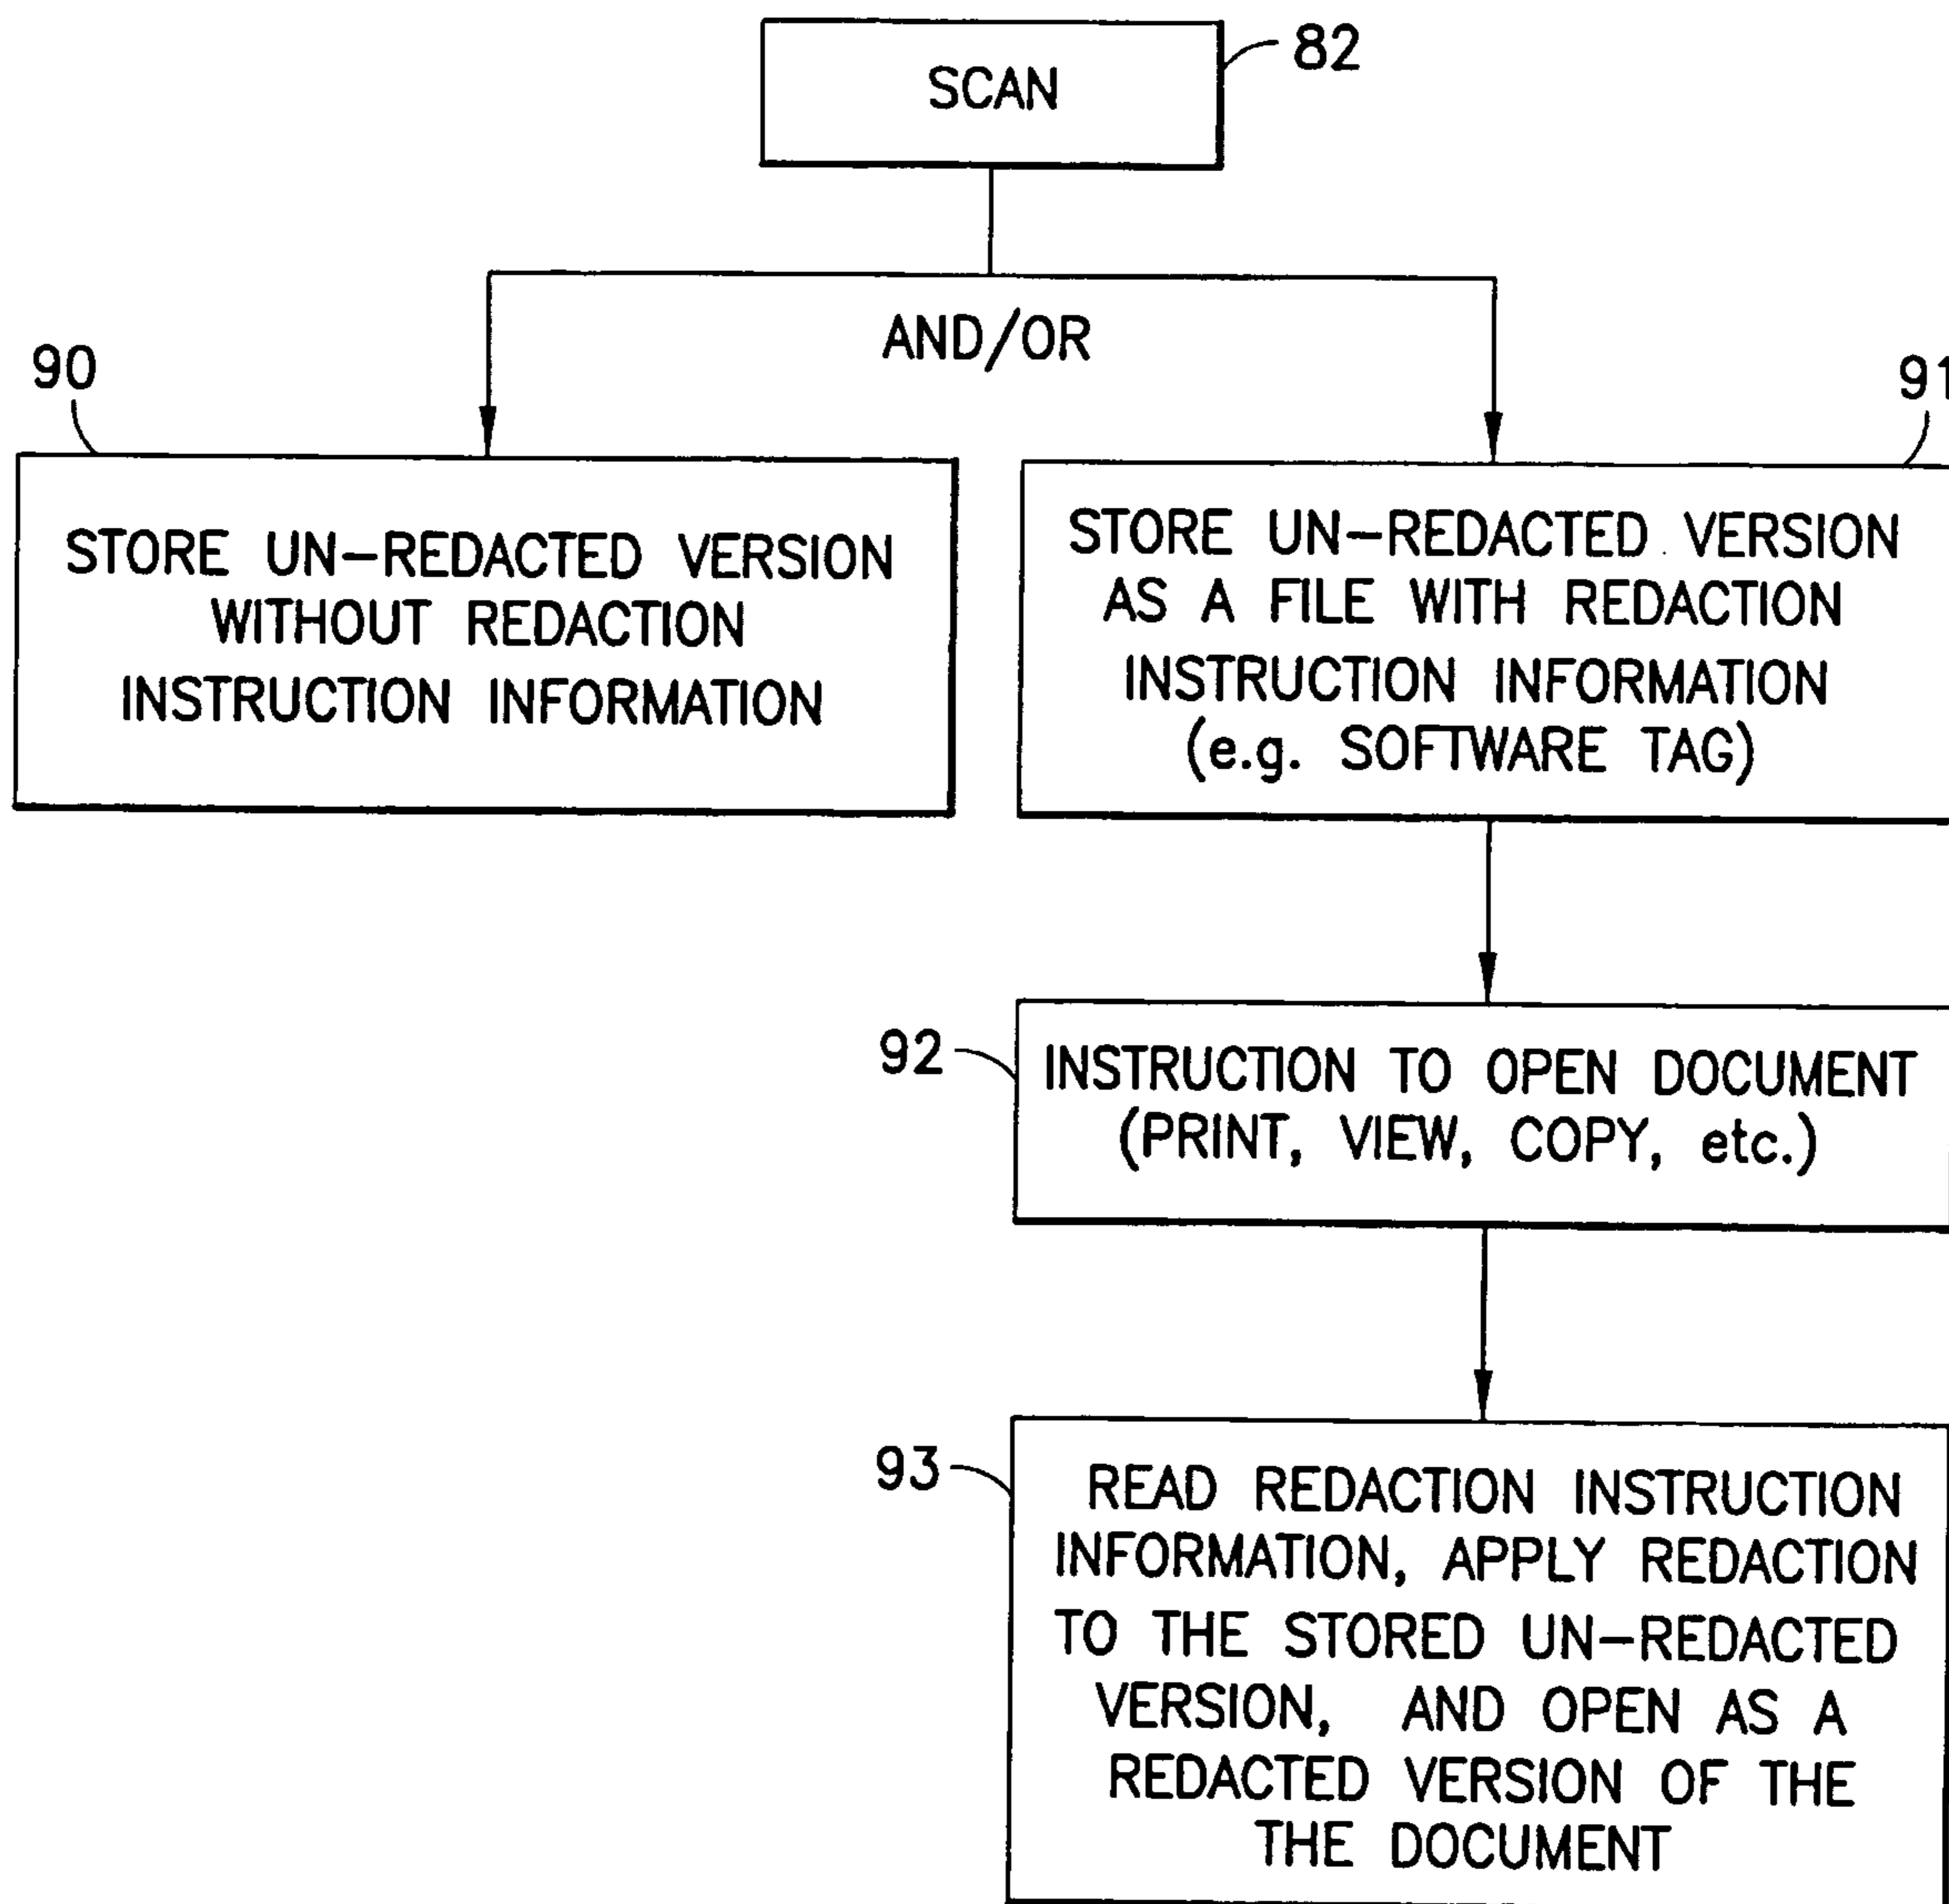 82
SCAN
AND/OR
90
91
STORE UN-REDACTED VERSION
WITHOUT REDACTION
INSTRUCTION INFORMATION
STORE UN-REDACTED VERSION
AS A FILE WITH REDACTION
INSTRUCTION INFORMATION
(e.g. SOFTWARE TAG)
92
INSTRUCTION TO OPEN DOCUMENT
(PRINT, VIEW, COPY, etc.)
93
READ REDACTION INSTRUCTION
INFORMATION, APPLY REDACTION
TO THE STORED UN-REDACTED
VERSION, AND OPEN AS A
REDACTED VERSION OF THE
THE DOCUMENT